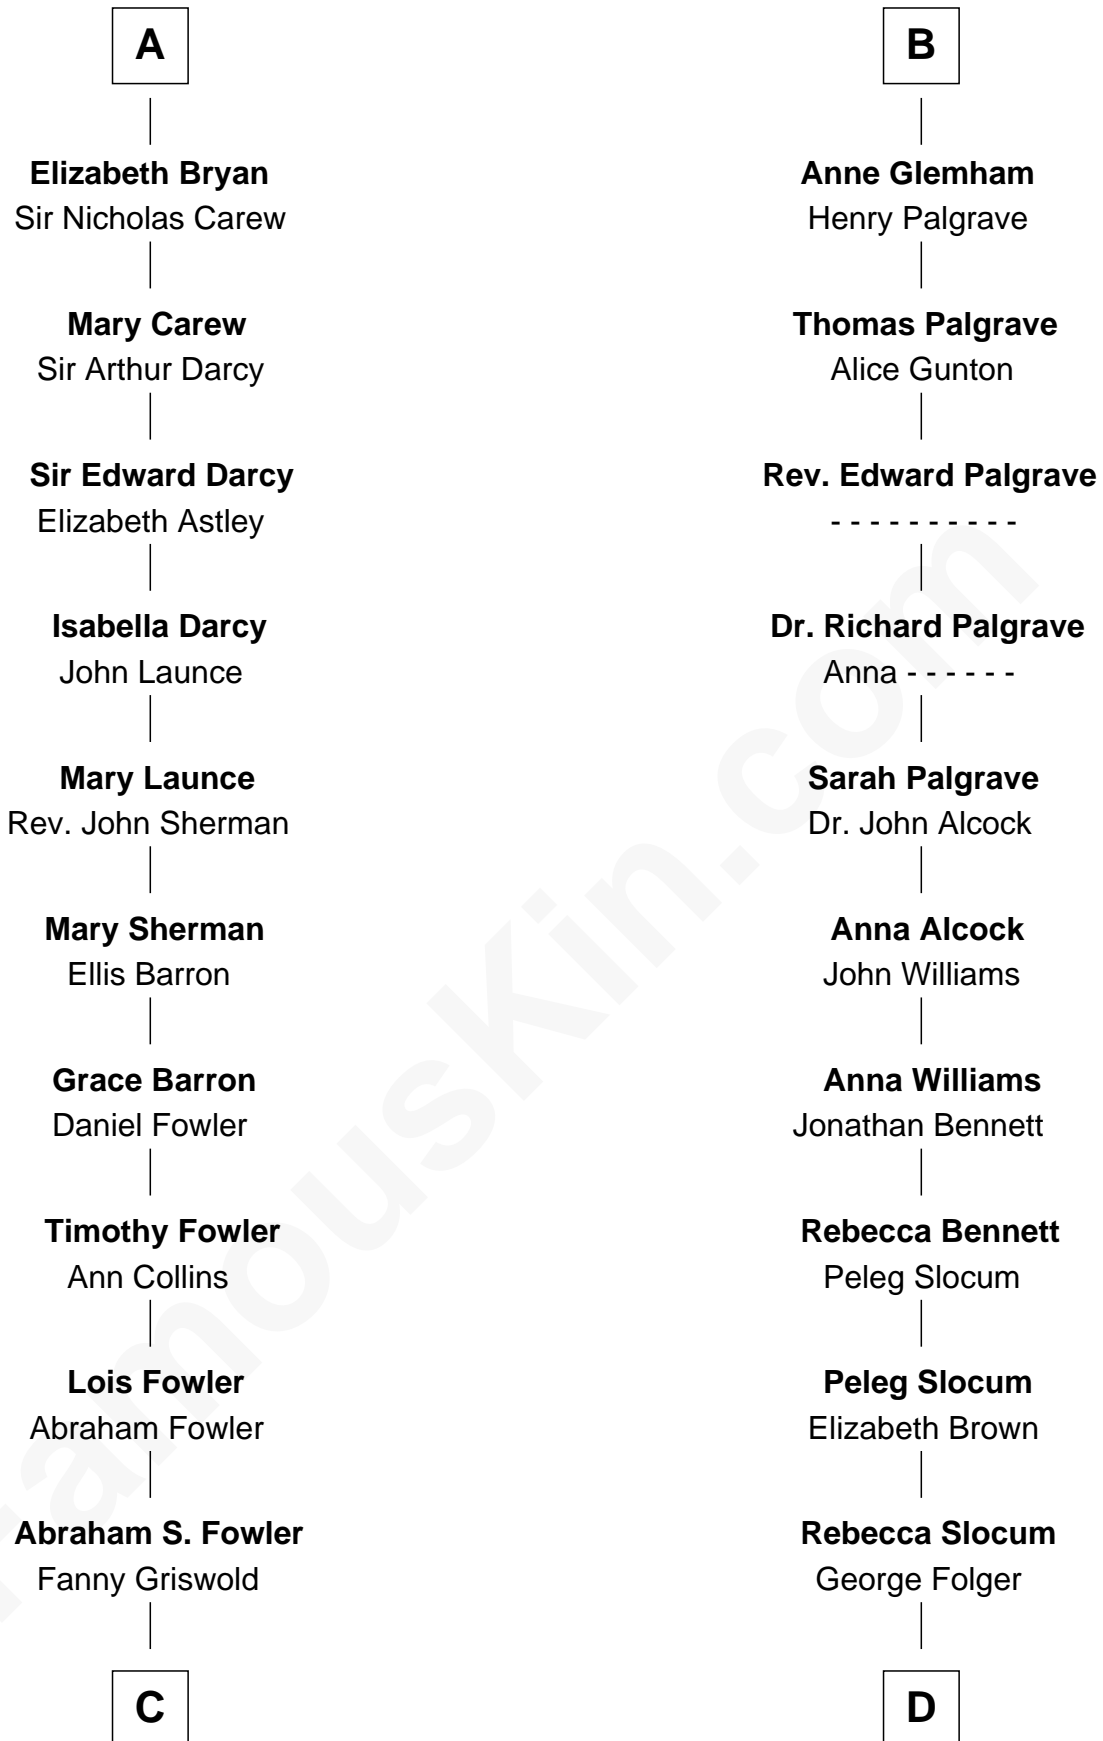 A
Elizabeth Bryan
Sir Nicholas Carew
Mary Carew
Sir Arthur Darcy
Sir Edward Darcy
Elizabeth Astley
Isabella Darcy
John Launce
Mary Launce
Rev. John Sherman
Mary Sherman
Ellis Barron
Grace Barron
Daniel Fowler
Timothy Fowler
Ann Collins
Lois Fowler
Abraham Fowler
Abraham S. Fowler
Fanny Griswold
C
B
Anne Glemham
Henry Palgrave
Thomas Palgrave
Alice Gunton
Rev. Edward Palgrave
- - - - - - - - - -
Dr. Richard Palgrave
Anna - - - - - -
Sarah Palgrave
Dr. John Alcock
Anna Alcock
John Williams
Anna Williams
Jonathan Bennett
Rebecca Bennett
Peleg Slocum
Peleg Slocum
Elizabeth Brown
Rebecca Slocum
George Folger
D
FamousKin.com